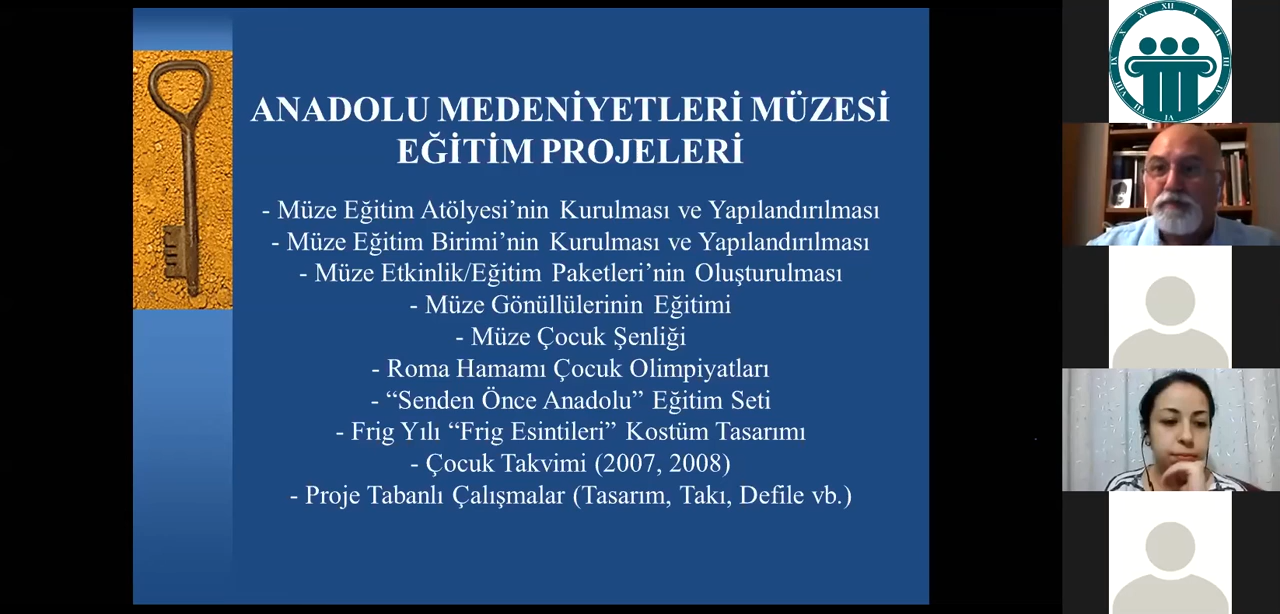 ANADOLU MEDENİYETLERİ MÜZESİ
EĞİTİM PROJELERİ
- Müze Eğitim Atölyesi’nin Kurulması ve Yapılandırılması
- Müze Eğitim Birimi’nin Kurulması ve Yapılandırılması
- Müze Etkinlik/Eğitim Paketleri’nin Oluşturulması
- Müze Gönüllülerinin Eğitimi
- Müze Çocuk Şenliği
- Roma Hamamı Çocuk Olimpiyatları
- “Senden Önce Anadolu” Eğitim Seti
- Frig Yılı “Frig Esintileri” Kostüm Tasarımı
- Çocuk Takvimi (2007, 2008)
- Proje Tabanlı Çalışmalar (Tasarım, Takı, Defile vb.)